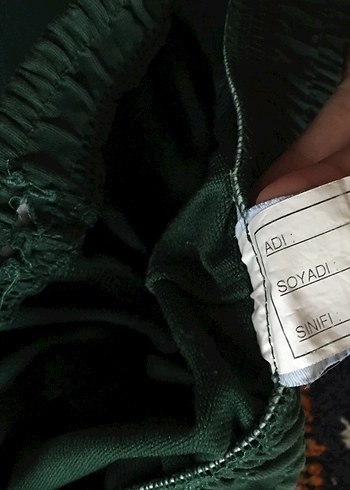 ADI :
SOYADI :
SINIFI :